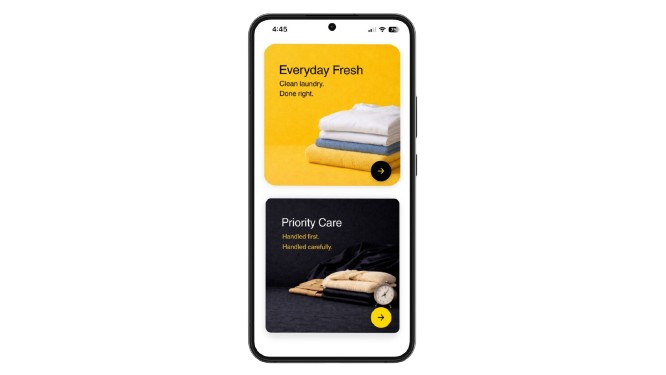 4:45
Everyday Fresh
Clean laundry.
Done right.
Priority Care
Handled first.
Handled carefully.